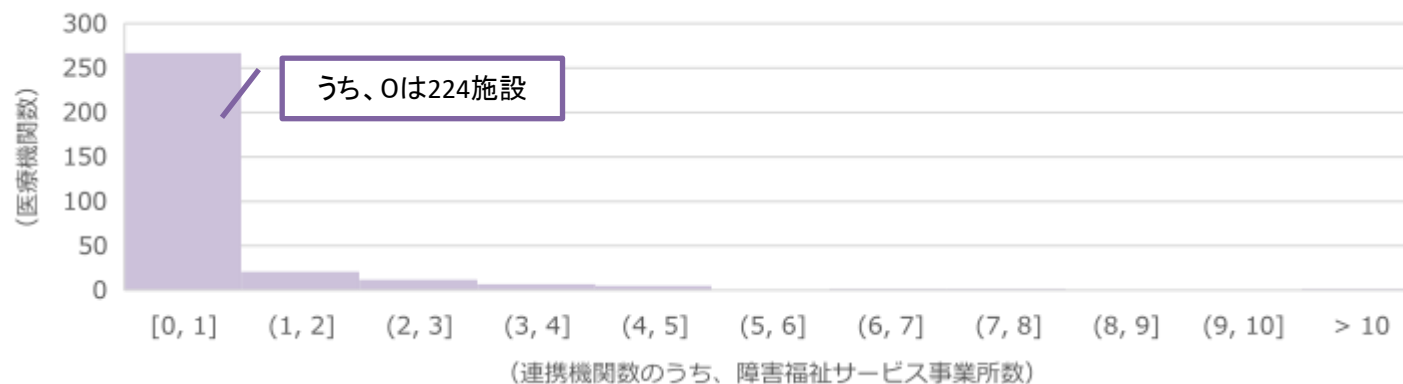 300
250
200
150
100
50
0
(医療機関数)
うち、0は224施設
[0, 1] (1, 2] (2, 3] (3, 4] (4, 5] (5, 6] (6, 7] (7, 8] (8, 9] (9, 10] > 10
(連携機関数のうち、障害福祉サービス事業所数)